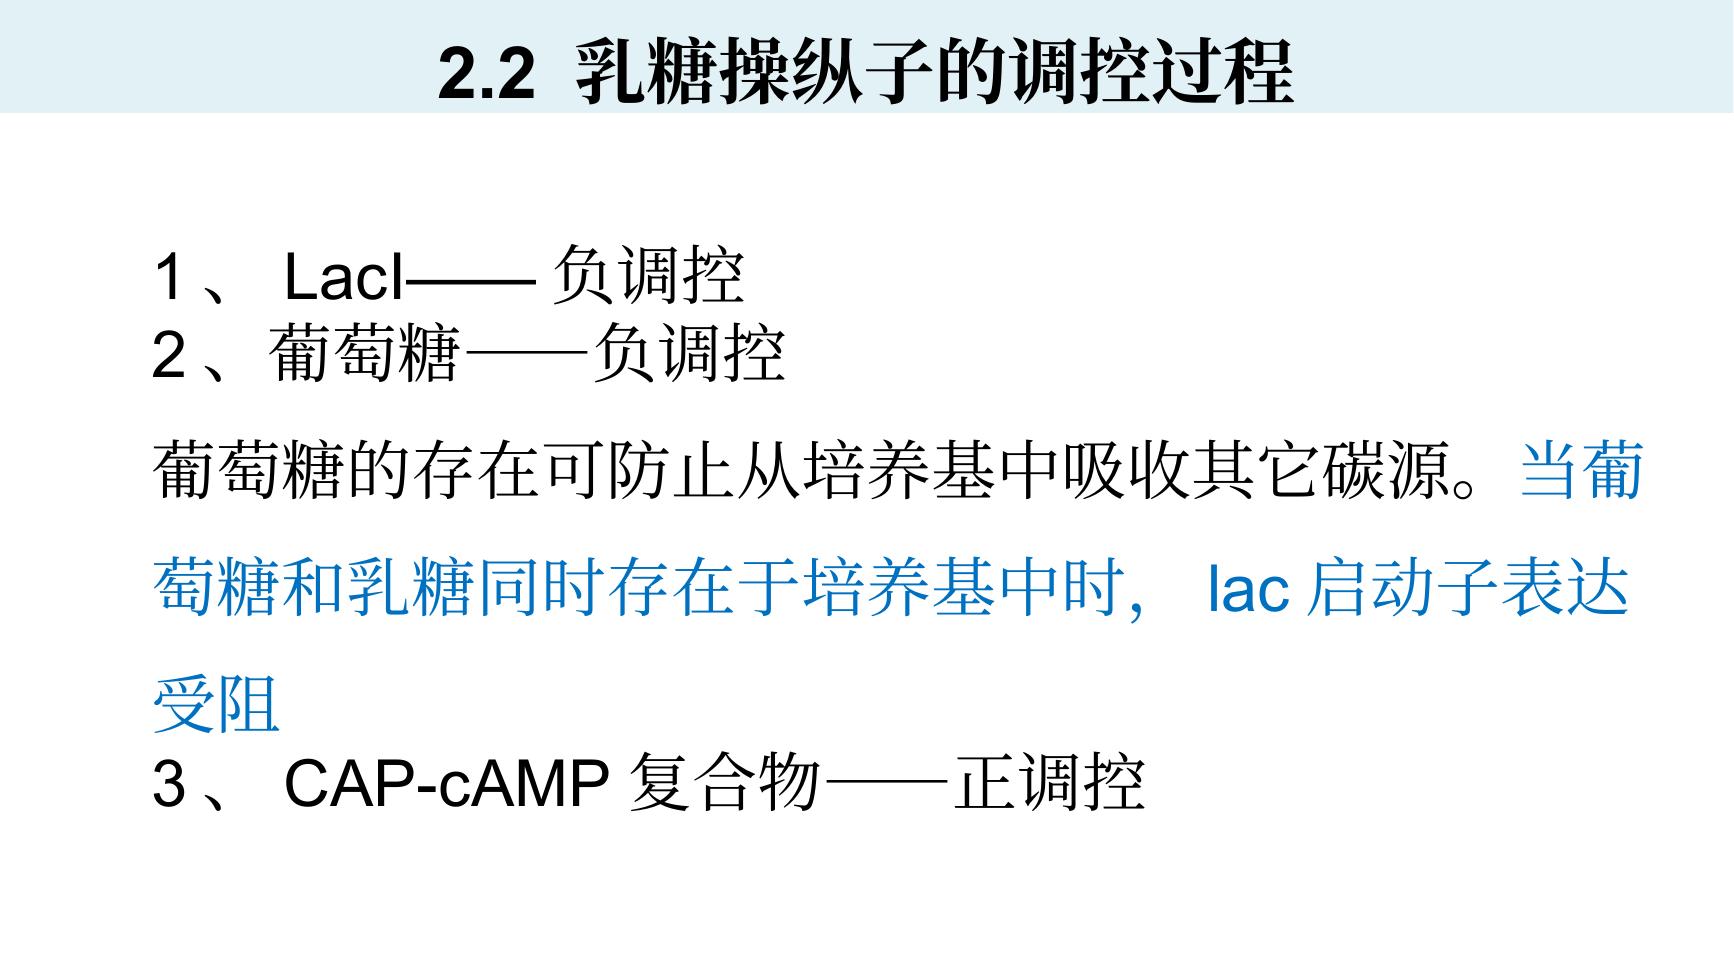 2.2 乳糖操纵子的调控过程
1、 LacI—— 负调控
2、葡萄糖——负调控
葡萄糖的存在可防止从培养基中吸收其它碳源。当葡
萄糖和乳糖同时存在于培养基中时， lac 启动子表达
受阻
3、 CAP-cAMP 复合物——正调控